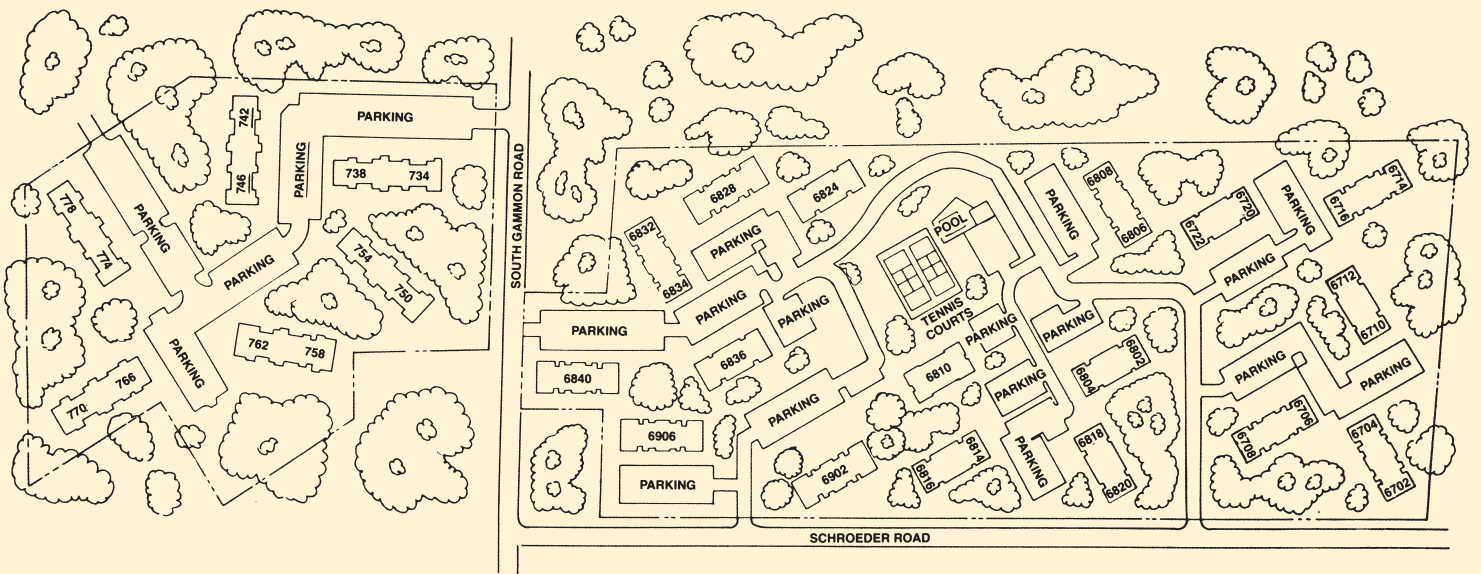 742
746
PARKING
PARKING
738
734
778
774
PARKING
PARKING
754
750
762
758
PARKING
766
770
SOUTH GAMMON ROAD
6828
6824
6832
6834
PARKING
PARKING
PARKING
PARKING
6836
6840
6906
PARKING
PARKING
6902
POOL
TENNIS
COURTS
PARKING
6808
6806
PARKING
PARKING
6810
PARKING
6802
6804
6814
6816
PARKING
6818
6820
6720
6722
PARKING
6714
6716
PARKING
6712
6710
PARKING
PARKING
6706
6708
6704
6702
SCHROEDER ROAD